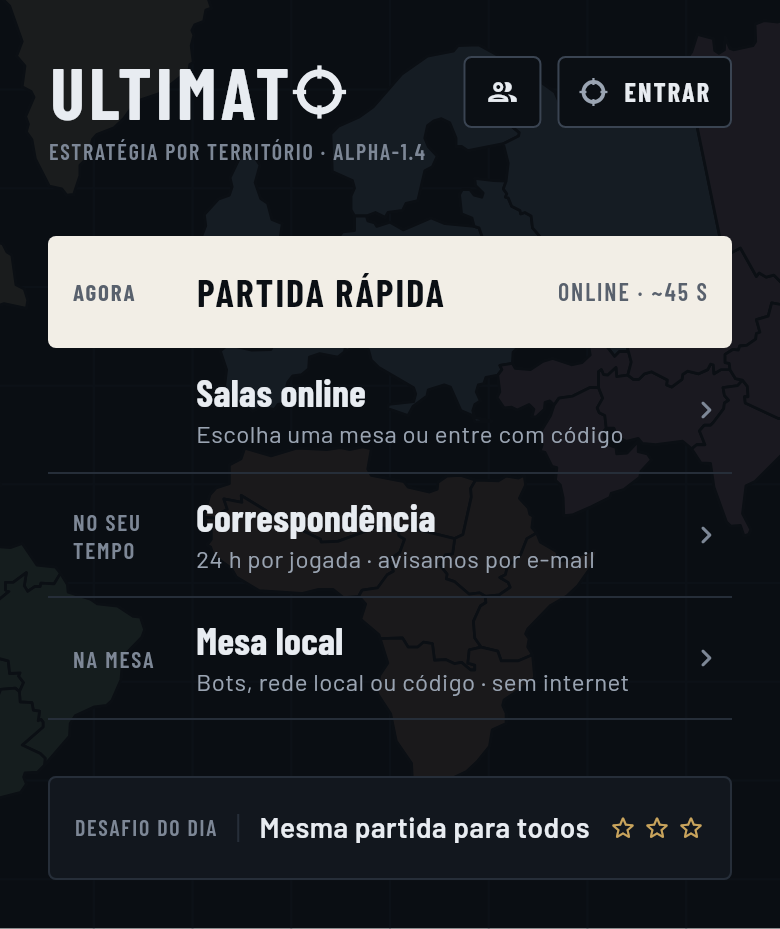 ULTIMATO
ENTRAR
ESTRATÉGIA POR TERRITÓRIO · ALPHA-1.4
AGORA
PARTIDA RÁPIDA
ONLINE · ~45 S
Salas online
Escolha uma mesa ou entre com código
NO SEU
TEMPO
Correspondência
24 h por jogada · avisamos por e-mail
NA MESA
Mesa local
Bots, rede local ou código · sem internet
DESAFIO DO DIA
Mesma partida para todos